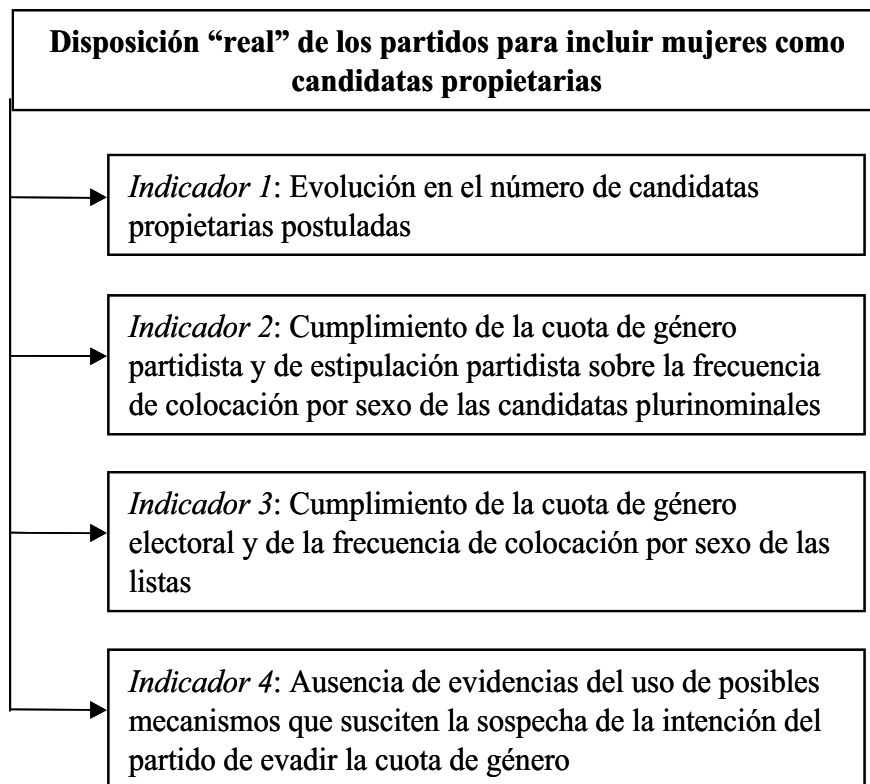 Disposición “real” de los partidos para incluir mujeres como
candidatas propietarias
Indicador 1: Evolución en el número de candidatas
propietarias postuladas
Indicador 2: Cumplimiento de la cuota de género
partidista y de estipulación partidista sobre la frecuencia
de colocación por sexo de las candidatas plurinominales
Indicador 3: Cumplimiento de la cuota de género
electoral y de la frecuencia de colocación por sexo de las
listas
Indicador 4: Ausencia de evidencias del uso de posibles
mecanismos que susciten la sospecha de la intención del
partido de evadir la cuota de género